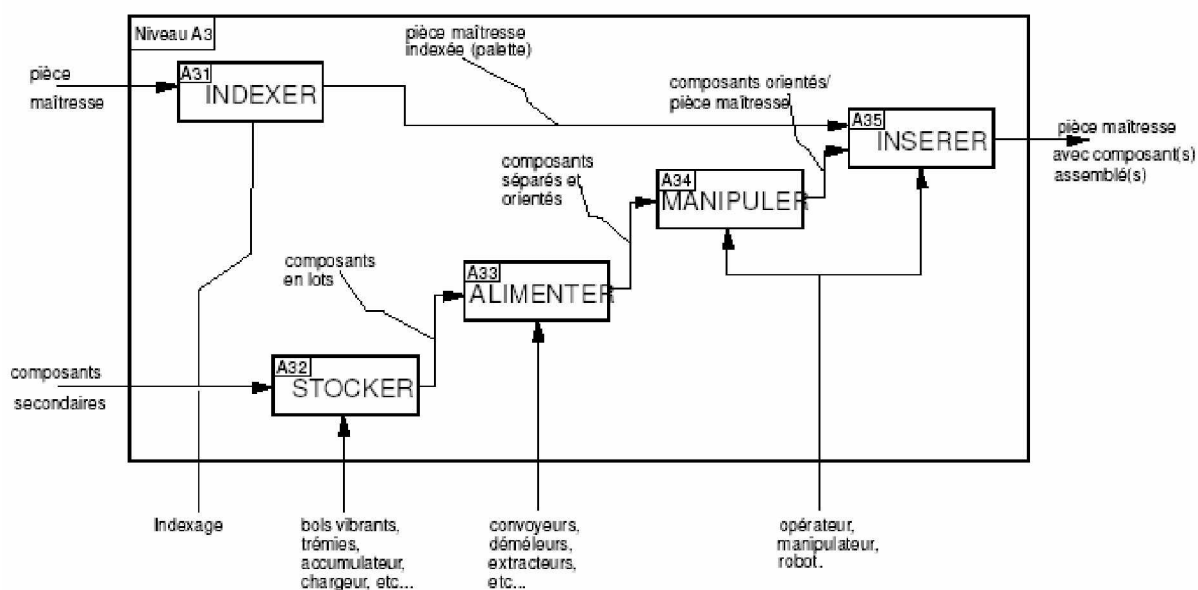 Niveau A3
pièce maîtresse
indexée (palette)
pièce
maîtresse
A31
INDEXER
composants orientés/
pièce maîtresse
A35
INSERER
pièce maîtresse
avec composant(s)
assemblé(s)
composants
séparés et
orientés
A34
MANIPULER
composants
en lots
A33
ALIMENTER
composants
secondaires
A32
STOCKER
Indexage
bols vibrants,
trémies,
accumulateur,
chargeur, etc...
convoyeurs,
déméleurs,
extracteurs,
etc...
opérateur,
manipulateur,
robot.